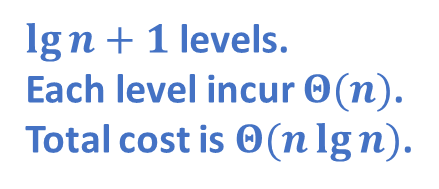 lg n + 1 levels.
Each level incur Θ(n).
Total cost is Θ(n lg n).